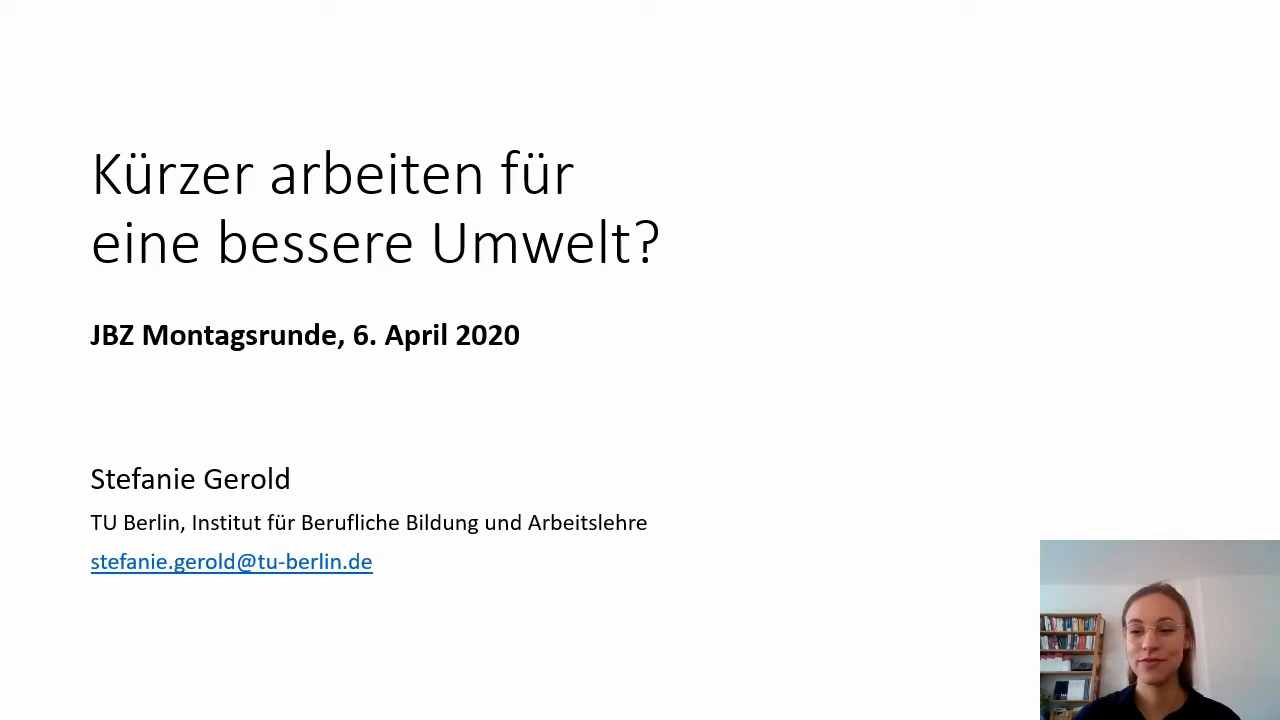 Kürzer arbeiten für
eine bessere Umwelt?
JBZ Montagsrunde, 6. April 2020
Stefanie Gerold
TU Berlin, Institut für Berufliche Bildung und Arbeitslehre
stefanie.gerold@tu-berlin.de